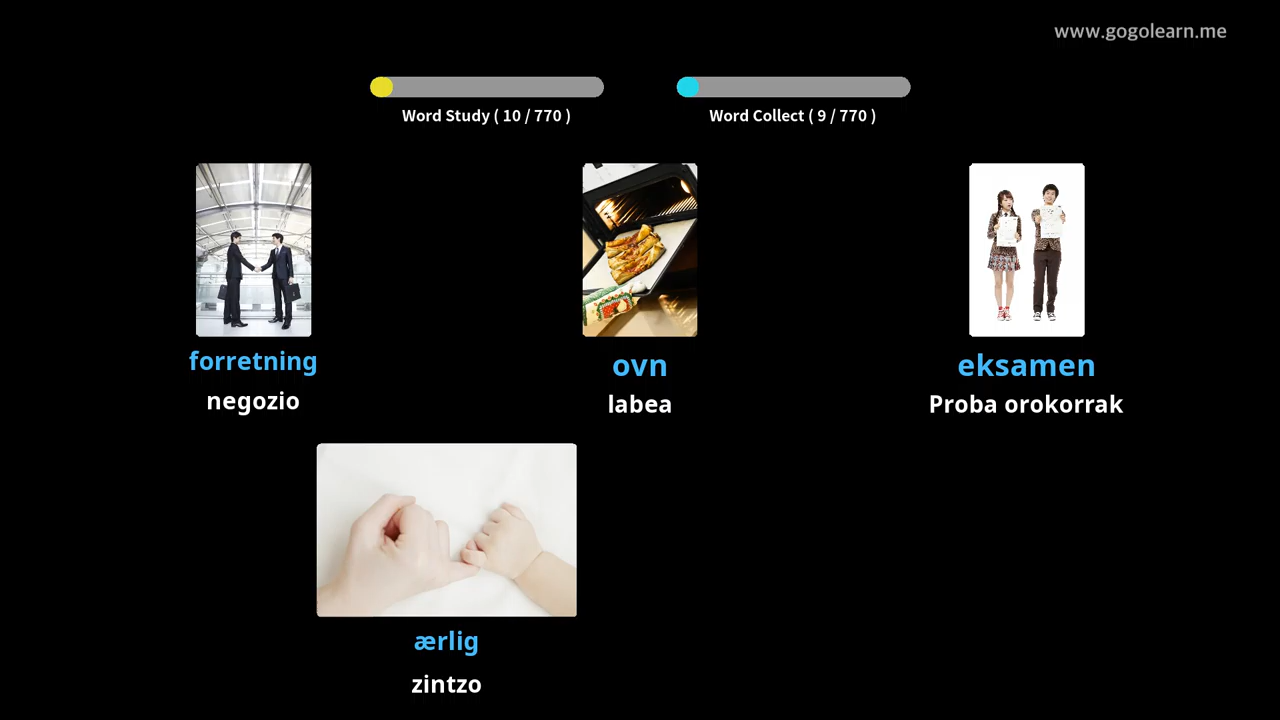 www.gogolearn.me
Word Study ( 10 / 770 )
Word Collect ( 9 / 770 )
forretning
negozio
ovn
labea
eksamen
Proba orokorrak
ærlig
zintzo